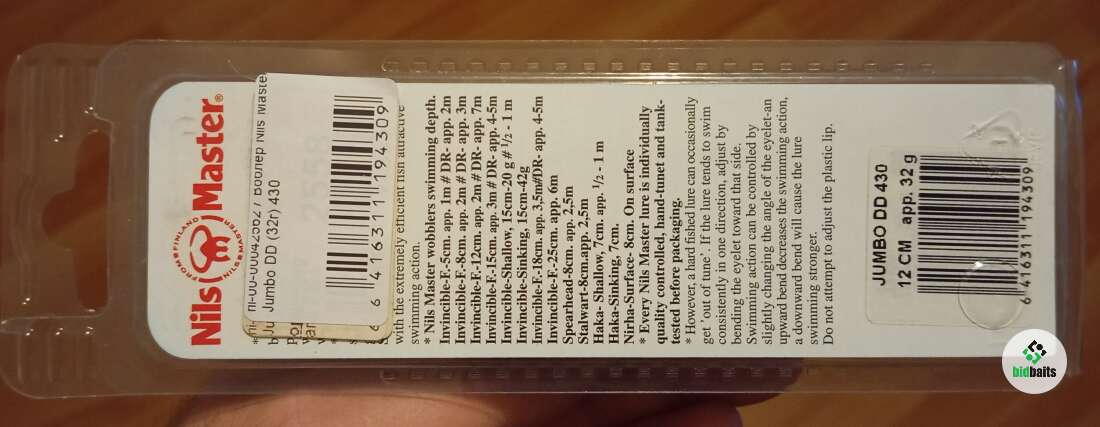 Nils Master®
FROM • FINLAND
NILS • MASTER
Воблер Nils Master
Jumbo DD (32г) 430
6 416311 194309
with the extremely efficient fish attractive
swimming action.
* Nils Master wobblers swimming depth.
Invincible-F.-5cm. app. 1m # DR- app. 2m
Invincible-F.-8cm. app. 2m # DR- app. 3m
Invincible-F.-12cm. app. 2m # DR- app. 7m
Invincible-F.-15cm. app. 3m # DR- app. 4-5m
Invincible-Shallow, 15cm-20 g # 1/2 - 1 m
Invincible-Sinking, 15cm-42g
Invincible-F.-18cm. app. 3,5m#DR- app. 4-5m
Invincible-F.-25cm. app. 6m
Spearhead-8cm. app. 2,5m
Stalwart-8cm.app. 2,5m
Haka- Shallow, 7cm. app. 1/2 - 1 m
Haka-Sinking, 7cm.
Nirha-Surface- 8cm. On surface
* Every Nils Master lure is individually
quality controlled, hand-tunet and tank-
tested before packaging.
* However, a hard fished lure can occasionally
get 'out of tune'. If the lure tends to swim
consistently in one direction, adjust by
bending the eyelet toward that side.
Swimming action can be controlled by
slightly changing the angle of the eyelet-an
upward bend decreases the swimming action,
a downward bend will cause the lure
swimming stronger.
Do not attempt to adjust the plastic lip.
JUMBO DD 430
12 CM app. 32 g
6 416311 194309
bidbaits